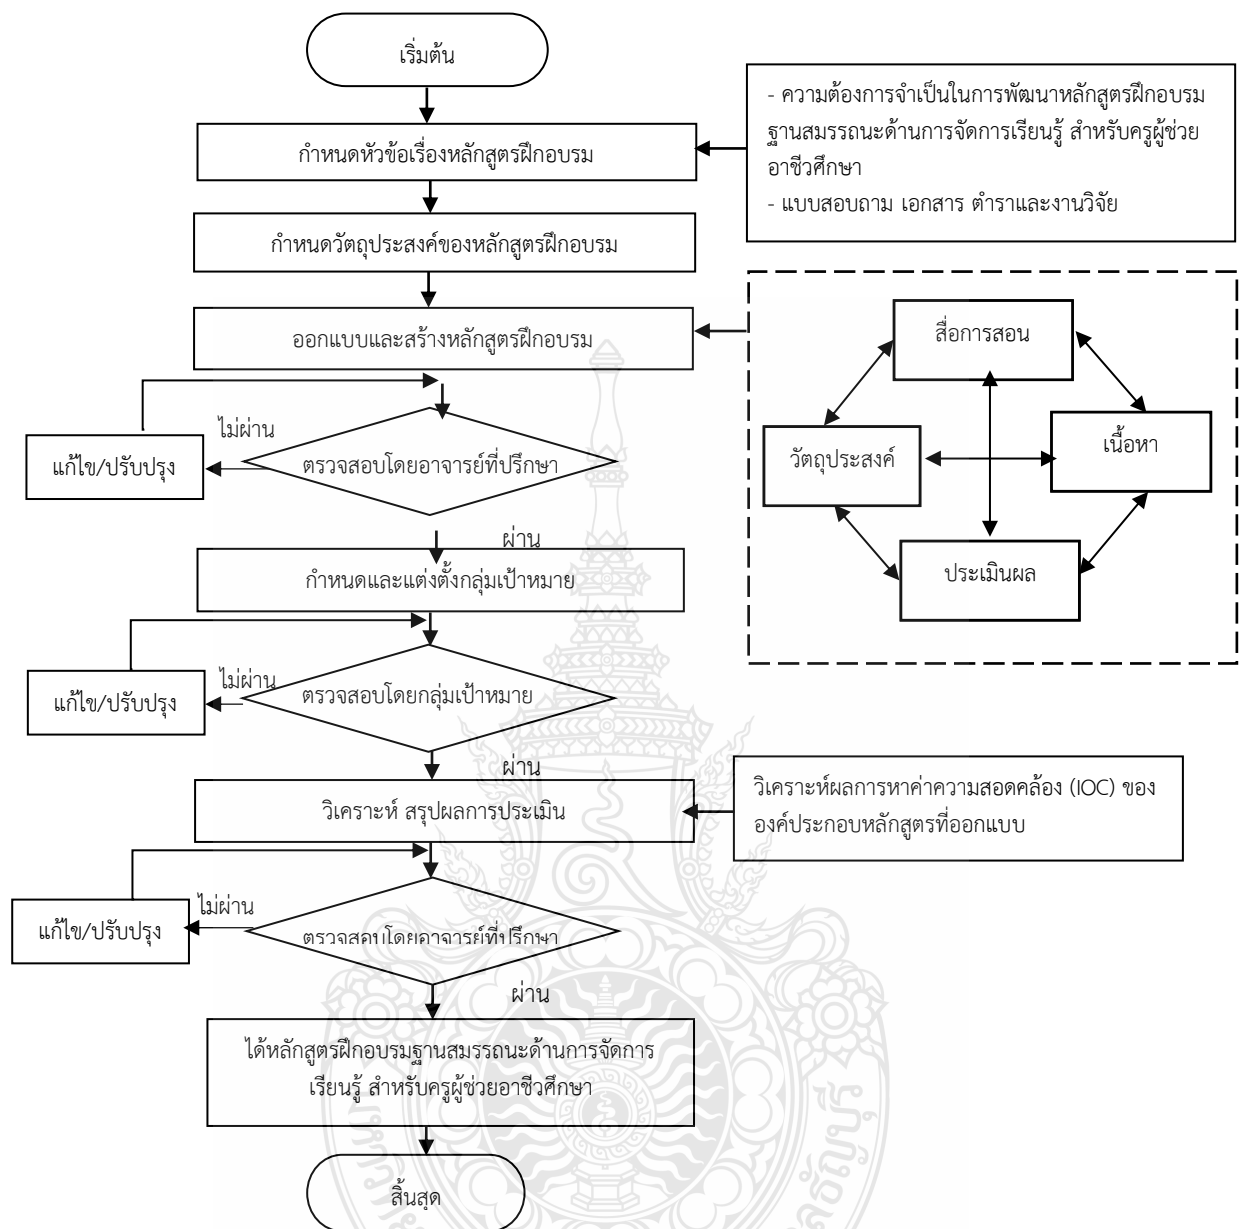 เริ่มต้น
กำหนดหัวข้อเรื่องหลักสูตรฝึกอบรม
- ความต้องการจำเป็นในการพัฒนาหลักสูตรฝึกอบรม
ฐานสมรรถนะด้านการจัดการเรียนรู้ สำหรับครูผู้ช่วย
อาชีวศึกษา
- แบบสอบถาม เอกสาร ตำราและงานวิจัย
กำหนดวัตถุประสงค์ของหลักสูตรฝึกอบรม
ออกแบบและสร้างหลักสูตรฝึกอบรม
สื่อการสอน
วัตถุประสงค์
เนื้อหา
ประเมินผล
ไม่ผ่าน
แก้ไข/ปรับปรุง
ตรวจสอบโดยอาจารย์ที่ปรึกษา
ผ่าน
กำหนดและแต่งตั้งกลุ่มเป้าหมาย
ไม่ผ่าน
แก้ไข/ปรับปรุง
ตรวจสอบโดยกลุ่มเป้าหมาย
ผ่าน
วิเคราะห์ สรุปผลการประเมิน
วิเคราะห์ผลการหาค่าความสอดคล้อง (IOC) ของ
องค์ประกอบหลักสูตรที่ออกแบบ
ไม่ผ่าน
แก้ไข/ปรับปรุง
ตรวจสอบโดยอาจารย์ที่ปรึกษา
ผ่าน
ได้หลักสูตรฝึกอบรมฐานสมรรถนะด้านการจัดการ
เรียนรู้ สำหรับครูผู้ช่วยอาชีวศึกษา
สิ้นสุด